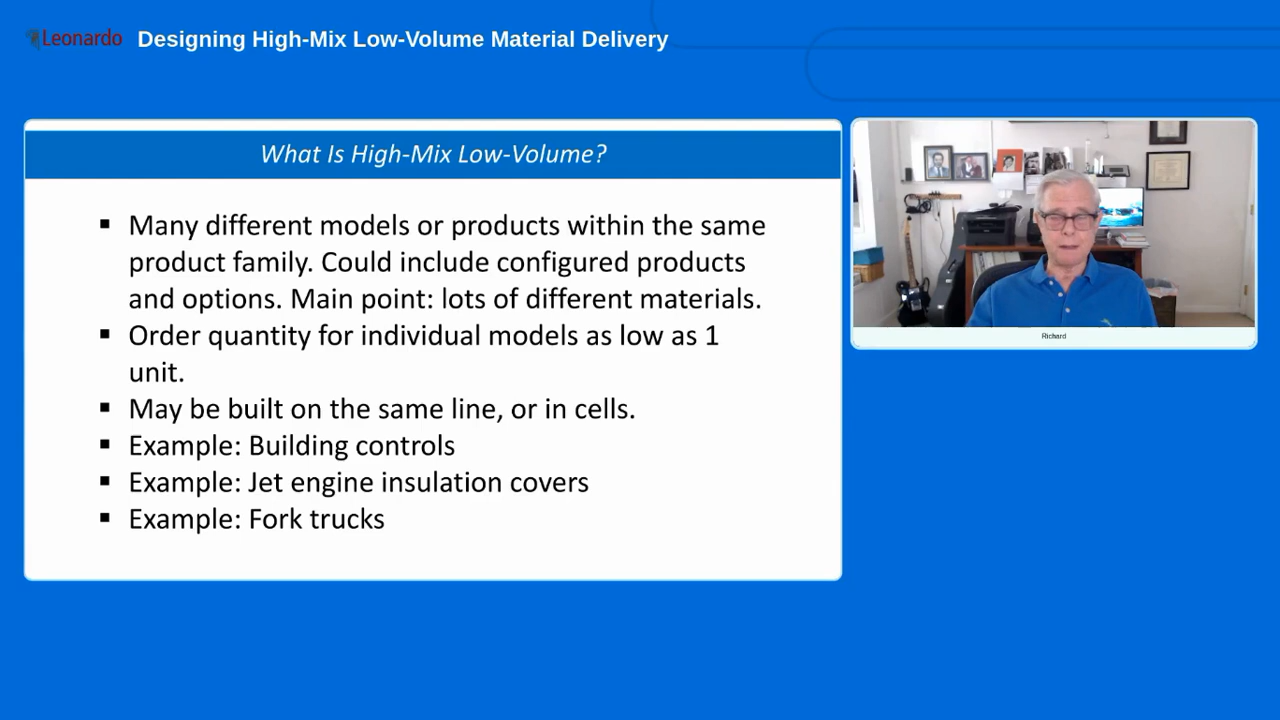 Leonardo
Designing High-Mix Low-Volume Material Delivery
What Is High-Mix Low-Volume?
▪ Many different models or products within the same
product family. Could include configured products
and options. Main point: lots of different materials.
▪ Order quantity for individual models as low as 1
unit.
▪ May be built on the same line, or in cells.
▪ Example: Building controls
▪ Example: Jet engine insulation covers
▪ Example: Fork trucks
Richard